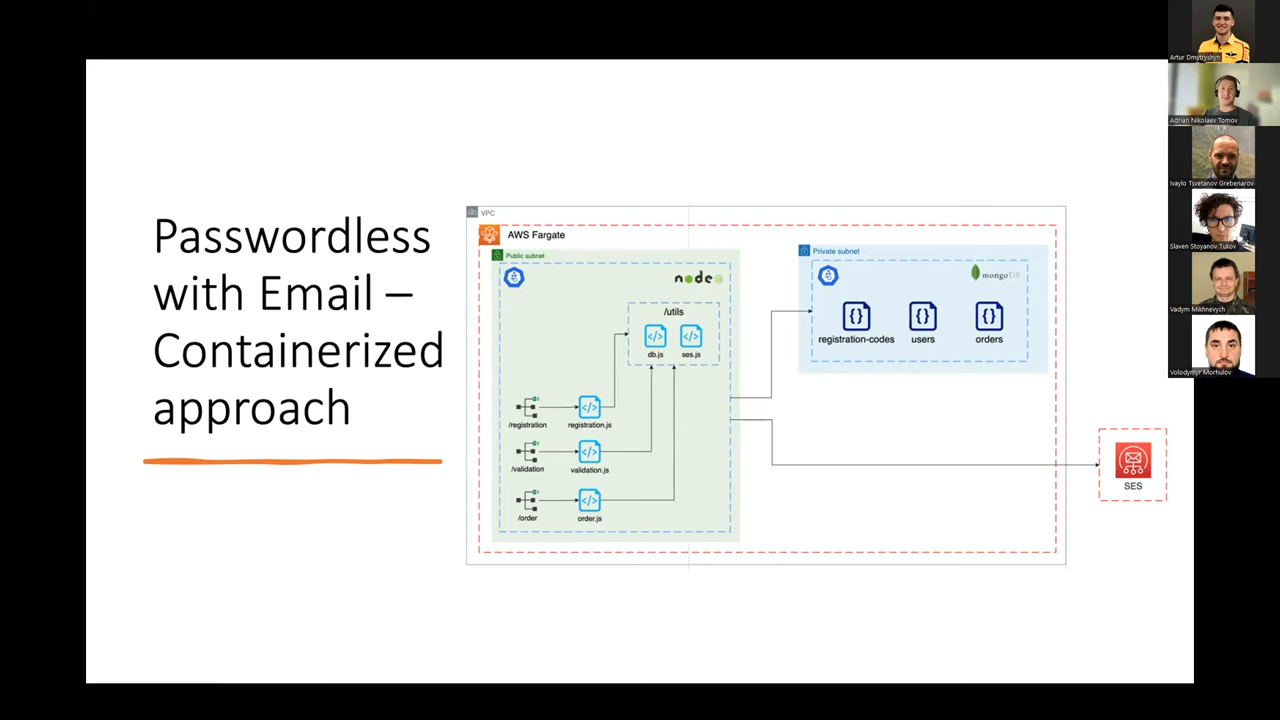 Passwordless
with Email –
Containerized
approach
VPC
AWS Fargate
Public subnet
node
/utils
db.js
ses.js
/registration
registration.js
/validation
validation.js
/order
order.js
Private subnet
mongoDB
registration-codes
users
orders
SES
Artur Dmytryshyn
Adrian Nikolaev Tomov
Ivaylo Tsvetanov Grebenarov
Slaven Stoyanov Tukov
Vadym Mikhnevych
Volodymyr Morhulov